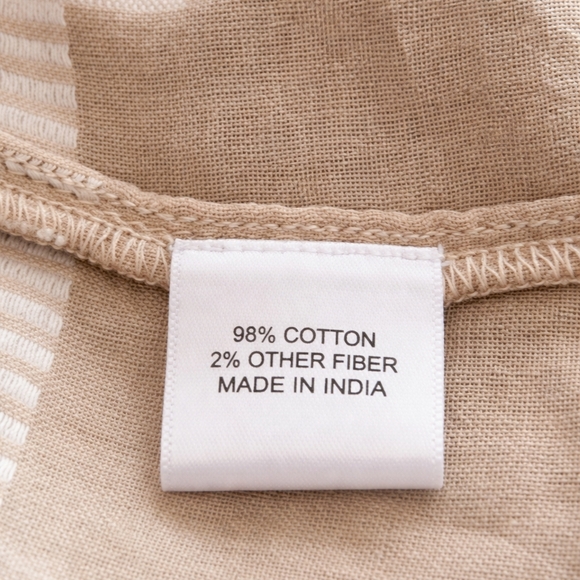 98% COTTON
2% OTHER FIBER
MADE IN INDIA